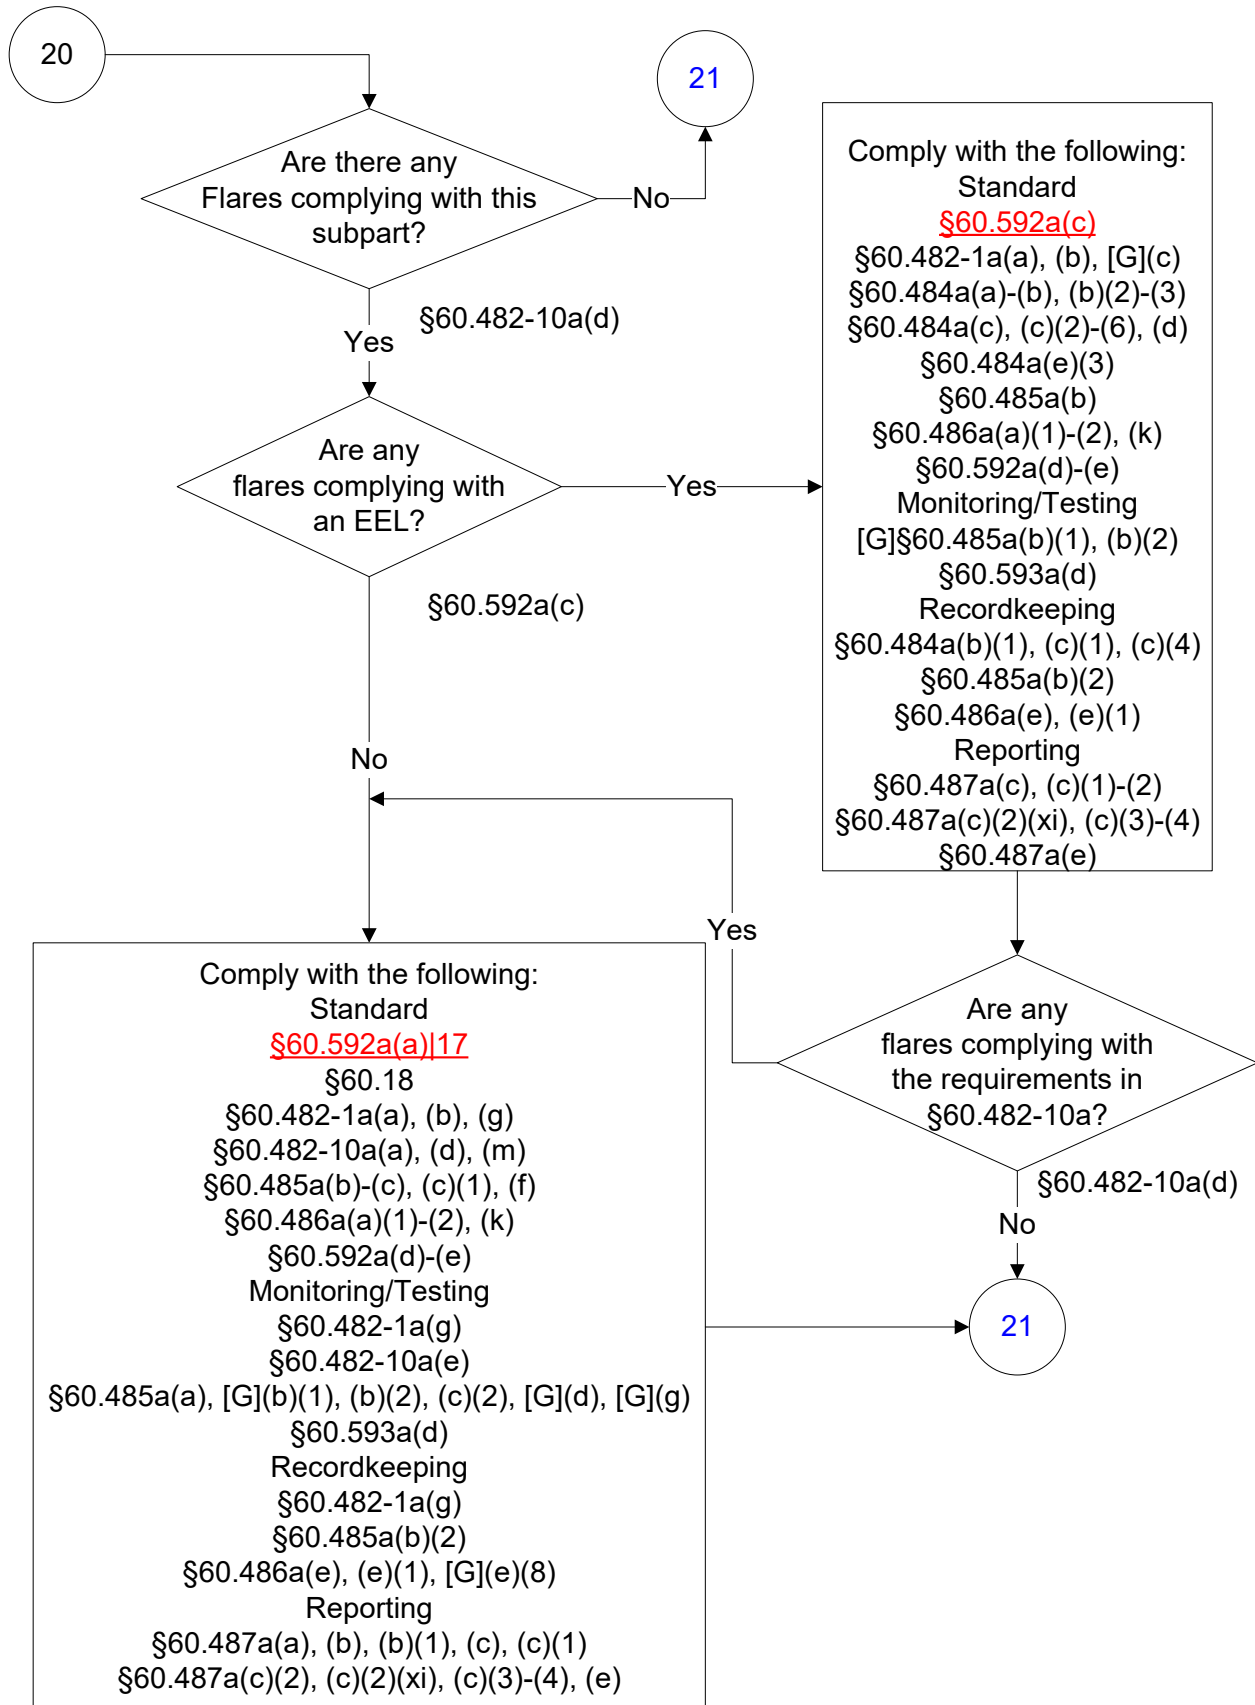 20
21
Are there any
Flares complying with this
subpart?
No
§60.482-10a(d)
Yes
Are any
flares complying with
an EEL?
Yes
§60.592a(c)
No
Comply with the following:
Standard
§60.592a(c)
§60.482-1a(a), (b), [G](c)
§60.484a(a)-(b), (b)(2)-(3)
§60.484a(c), (c)(2)-(6), (d)
§60.484a(e)(3)
§60.485a(b)
§60.486a(a)(1)-(2), (k)
§60.592a(d)-(e)
Monitoring/Testing
[G]§60.485a(b)(1), (b)(2)
§60.593a(d)
Recordkeeping
§60.484a(b)(1), (c)(1), (c)(4)
§60.485a(b)(2)
§60.486a(e), (e)(1)
Reporting
§60.487a(c), (c)(1)-(2)
§60.487a(c)(2)(xi), (c)(3)-(4)
§60.487a(e)
Yes
Are any
flares complying with
the requirements in
§60.482-10a?
§60.482-10a(d)
No
21
Comply with the following:
Standard
§60.592a(a)|17
§60.18
§60.482-1a(a), (b), (g)
§60.482-10a(a), (d), (m)
§60.485a(b)-(c), (c)(1), (f)
§60.486a(a)(1)-(2), (k)
§60.592a(d)-(e)
Monitoring/Testing
§60.482-1a(g)
§60.482-10a(e)
§60.485a(a), [G](b)(1), (b)(2), (c)(2), [G](d), [G](g)
§60.593a(d)
Recordkeeping
§60.482-1a(g)
§60.485a(b)(2)
§60.486a(e), (e)(1), [G](e)(8)
Reporting
§60.487a(a), (b), (b)(1), (c), (c)(1)
§60.487a(c)(2), (c)(2)(xi), (c)(3)-(4), (e)